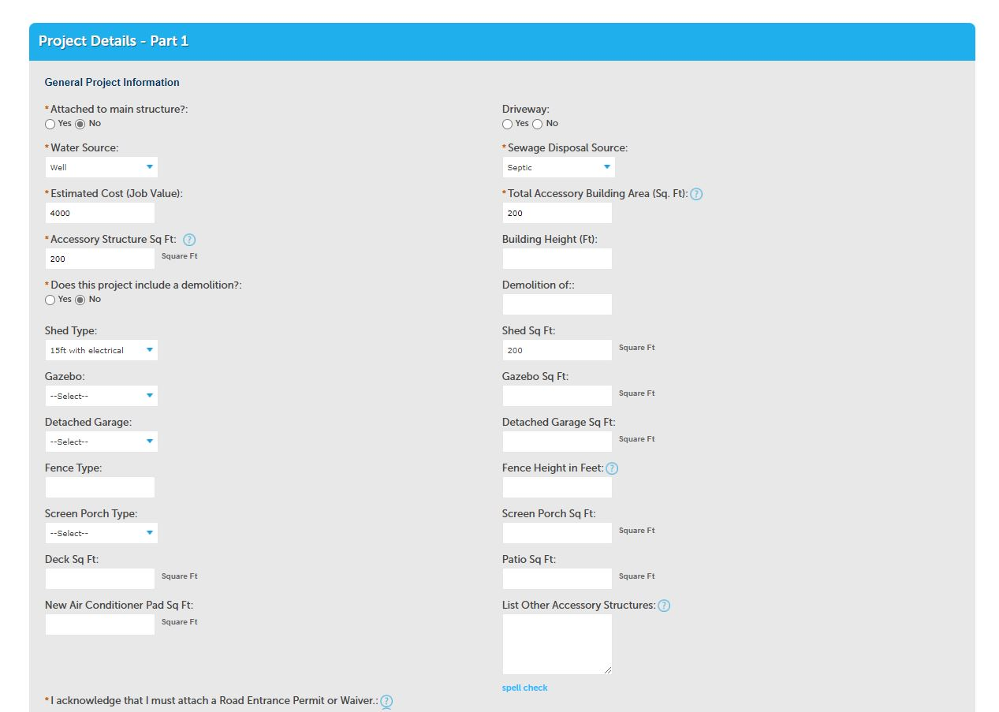 Project Details - Part 1
General Project Information
* Attached to main structure?:
Yes No
Driveway:
Yes No
* Water Source:
Well
* Sewage Disposal Source:
Septic
* Estimated Cost (Job Value):
4000
* Total Accessory Building Area (Sq. Ft): ?
200
* Accessory Structure Sq Ft: ?
200 Square Ft
Building Height (Ft):
* Does this project include a demolition?:
Yes No
Demolition of::
Shed Type:
15ft with electrical
Shed Sq Ft:
200 Square Ft
Gazebo:
--Select--
Gazebo Sq Ft:
Square Ft
Detached Garage:
--Select--
Detached Garage Sq Ft:
Square Ft
Fence Type:
Fence Height in Feet: ?
Screen Porch Type:
--Select--
Screen Porch Sq Ft:
Square Ft
Deck Sq Ft:
Square Ft
Patio Sq Ft:
Square Ft
New Air Conditioner Pad Sq Ft:
Square Ft
List Other Accessory Structures: ?
spell check
* I acknowledge that I must attach a Road Entrance Permit or Waiver.: ?